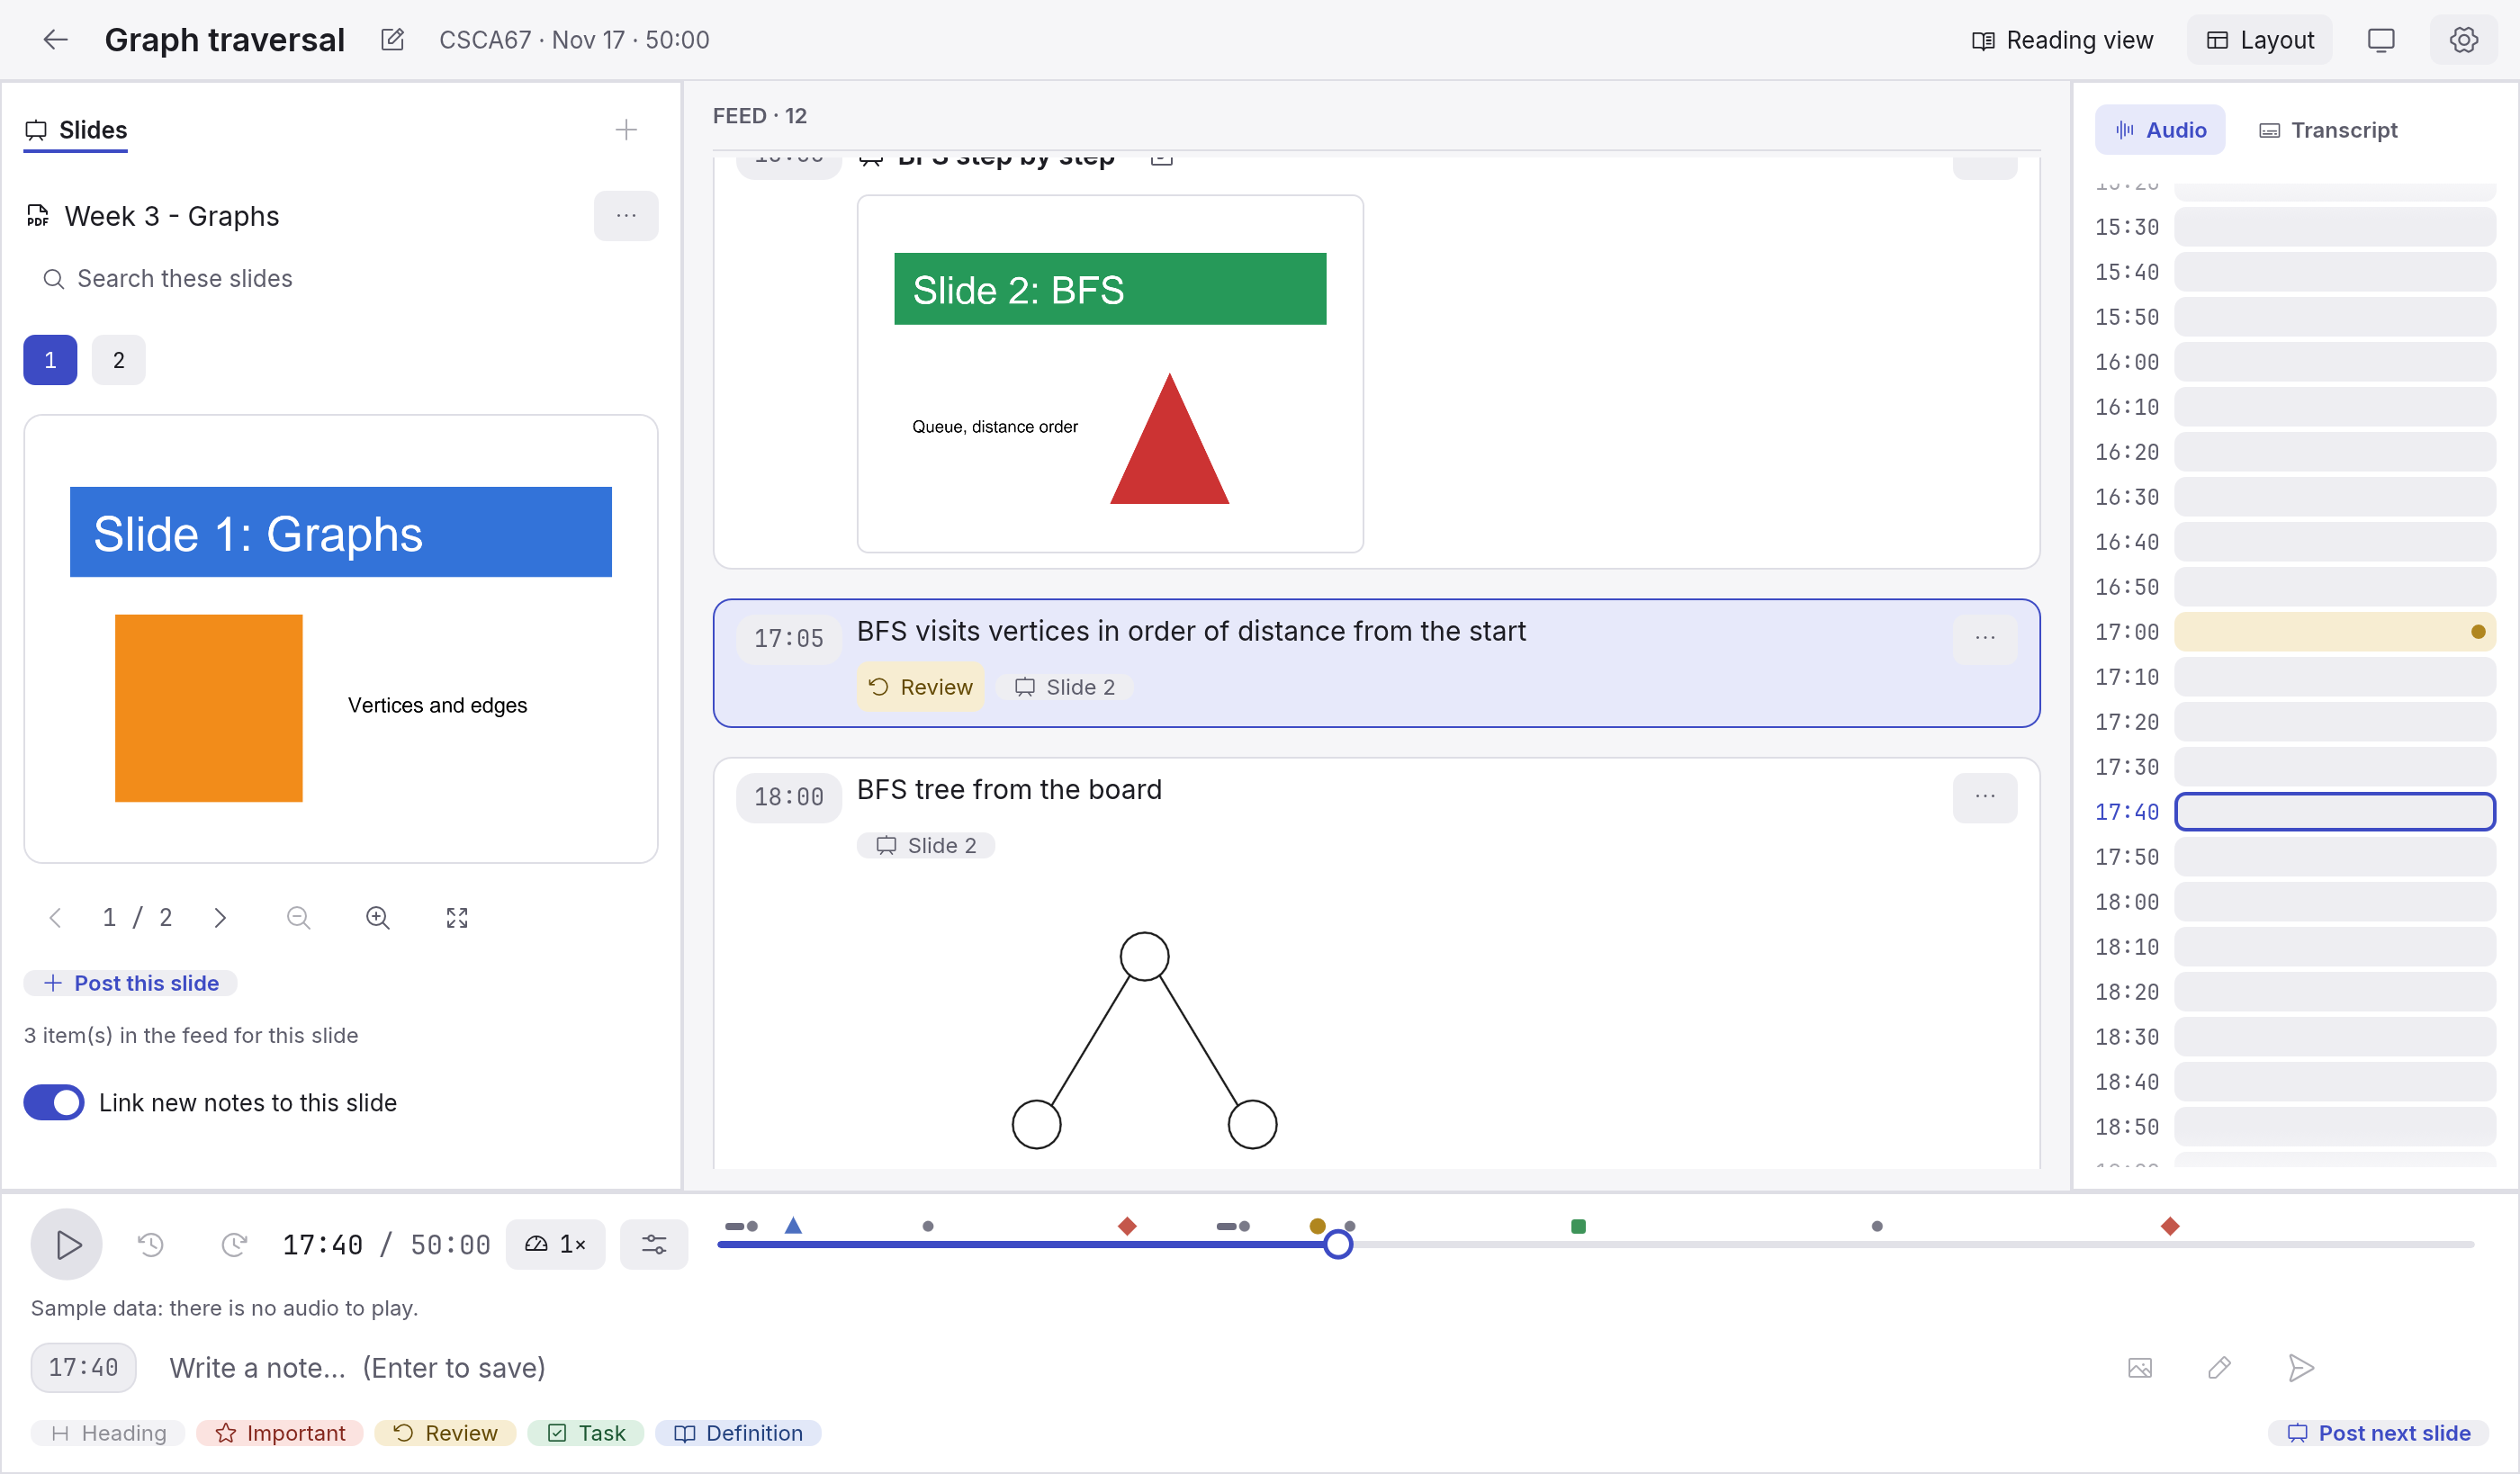 Graph traversal
CSCA67 · Nov 17 · 50:00
Reading view
Layout
Slides
PDF
Week 3 - Graphs
...
Search these slides
1
2
Slide 1: Graphs
Vertices and edges
1 / 2
Post this slide
3 item(s) in the feed for this slide
Link new notes to this slide
FEED · 12
BFS step by step
Slide 2: BFS
Queue, distance order
17:05
BFS visits vertices in order of distance from the start
...
Review
Slide 2
18:00
BFS tree from the board
...
Slide 2
Audio
Transcript
15:30
15:40
15:50
16:00
16:10
16:20
16:30
16:40
16:50
17:00
17:10
17:20
17:30
17:40
17:50
18:00
18:10
18:20
18:30
18:40
18:50
17:40 / 50:00
1×
Sample data: there is no audio to play.
17:40
Write a note... (Enter to save)
Heading
Important
Review
Task
Definition
Post next slide